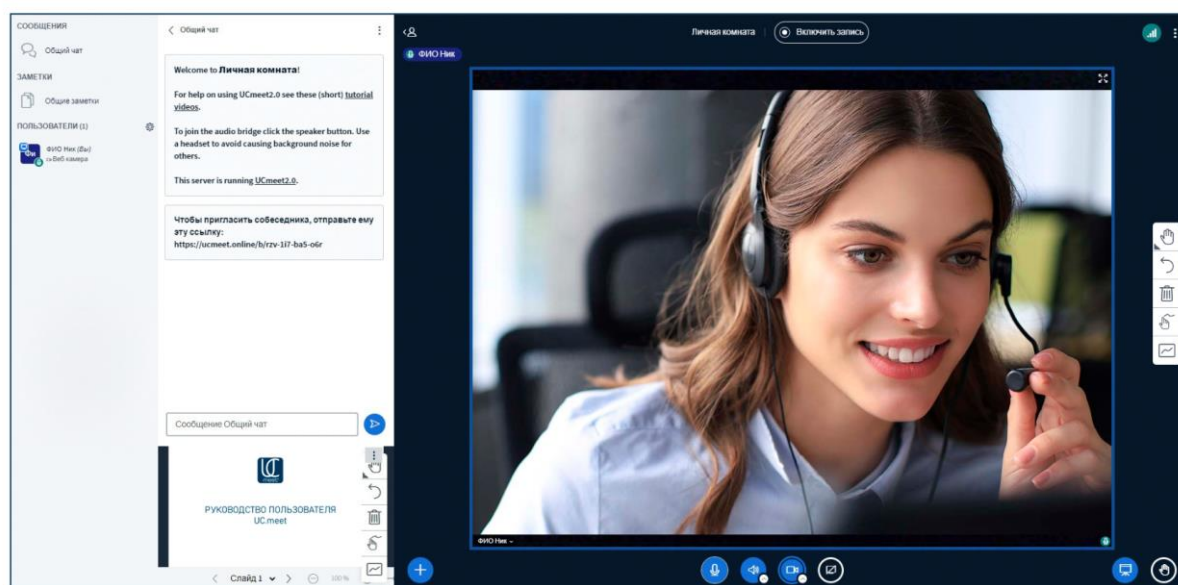 СООБЩЕНИЯ
Общий чат
ЗАМЕТКИ
Общие заметки
ПОЛЬЗОВАТЕЛИ (1)
Фи
ФИО Ник (Вы)
Веб-камера
Общий чат
Welcome to Личная комната!
For help on using UCmeet2.0 see these (short) tutorial
videos.
To join the audio bridge click the speaker button. Use
a headset to avoid causing background noise for
others.
This server is running UCmeet2.0.
Чтобы пригласить собеседника, отправьте ему
эту ссылку:
https://ucmeet.online/b/rzv-1i7-ba5-o6r
Сообщение Общий чат
UC
meet
РУКОВОДСТВО ПОЛЬЗОВАТЕЛЯ
UC meet
Слайд 1
100%
Личная комната
Включить запись
ФИО Ник
ФИО Ник